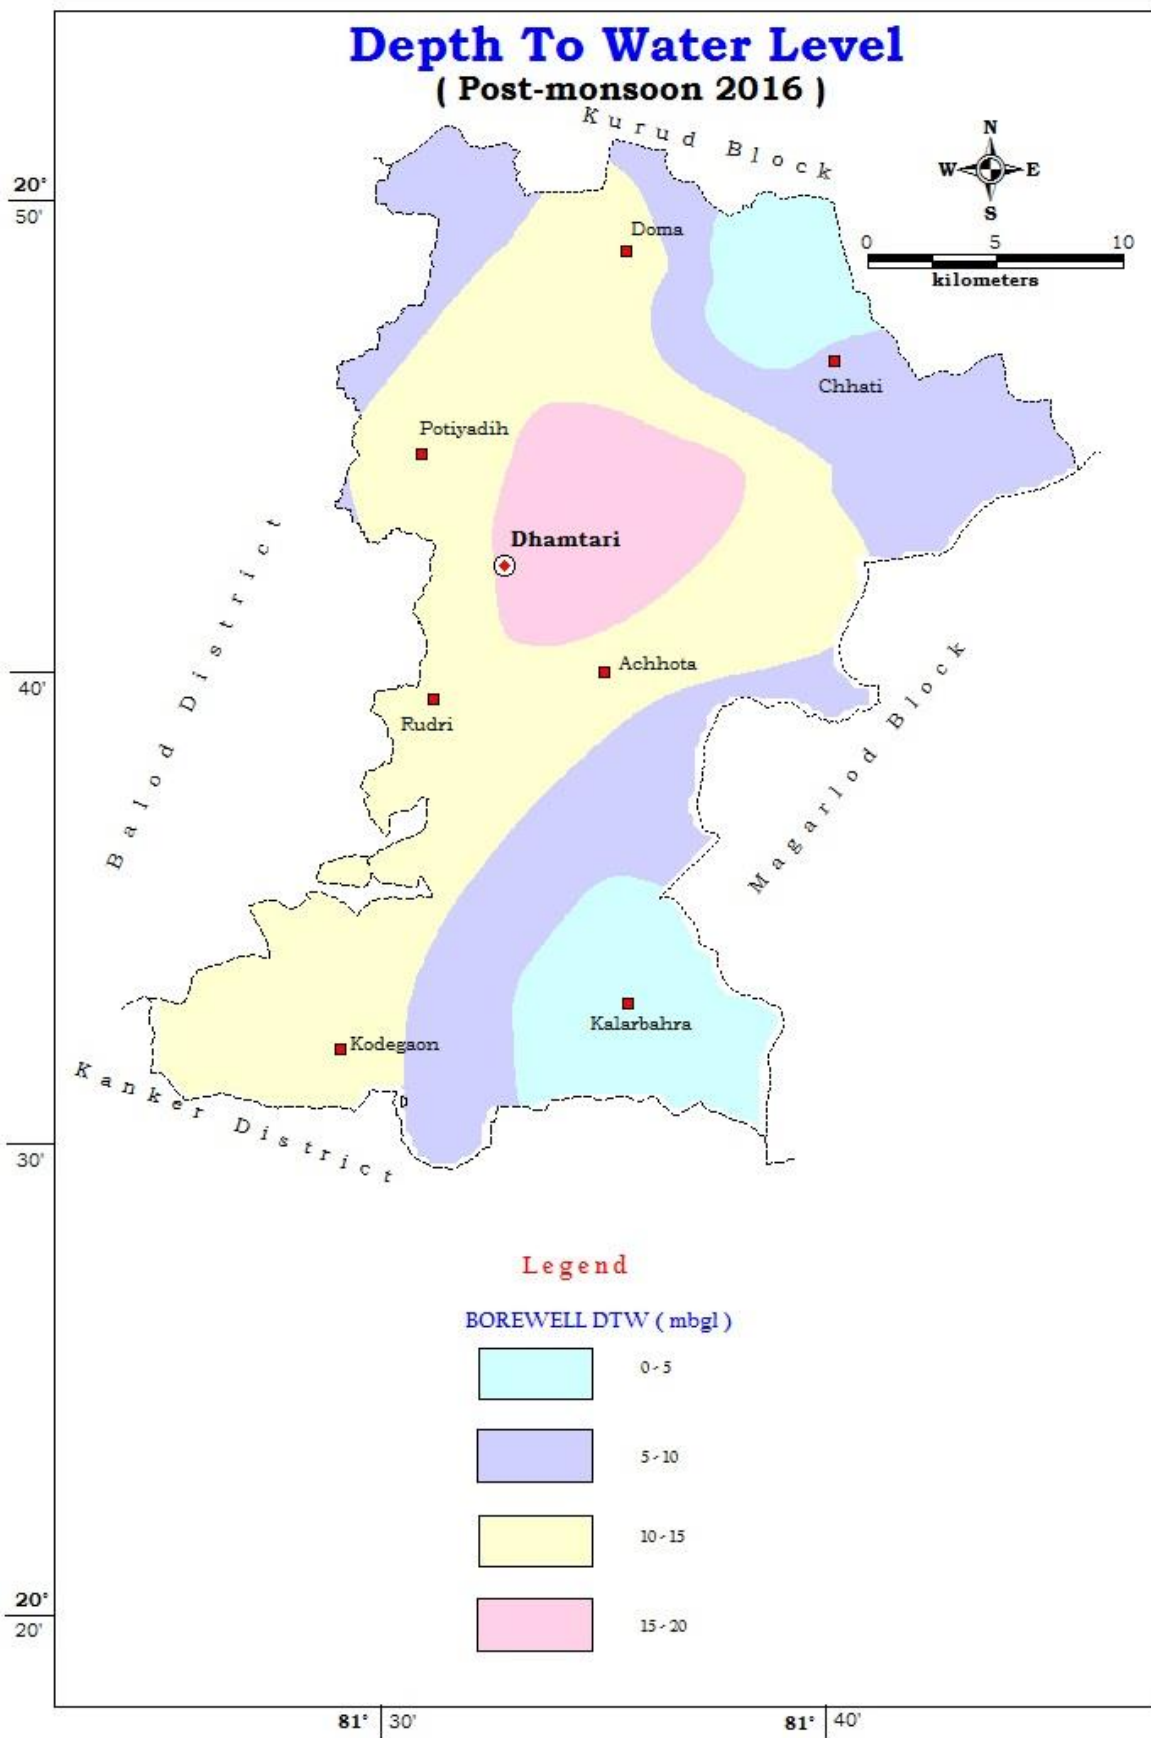 Depth To Water Level
( Post-monsoon 2016 )
Kurud Block
N
W E
S
20°
50'
0 5 10
kilometers
Doma
Chhati
Potiyadih
Dhamtari
Balod District
Achhota
40'
Rudri
Magarlod Block
Kalarbahra
Kodegaon
Kanker District
30'
Legend
BOREWELL DTW ( mbgl )
0 - 5
5 - 10
10 - 15
15 - 20
20°
20'
81° 30'
81° 40'